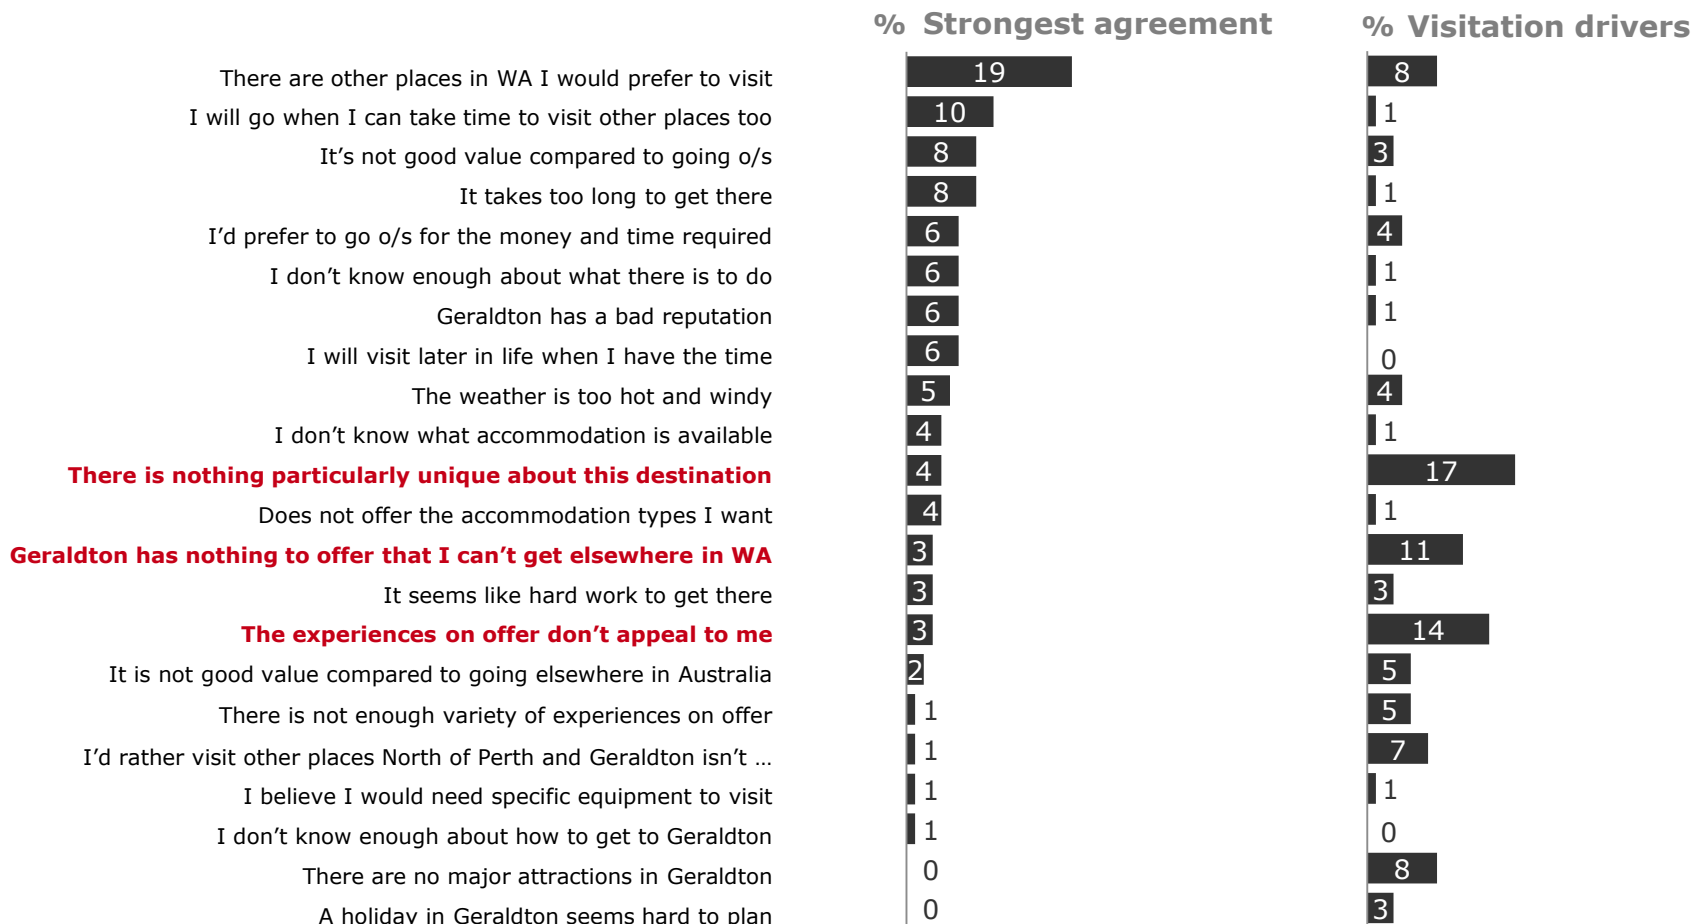 % Strongest agreement % Visitation drivers
There are other places in WA I would prefer to visit 19 8
I will go when I can take time to visit other places too 10 1
It’s not good value compared to going o/s 8 3
It takes too long to get there 8 1
I’d prefer to go o/s for the money and time required 6 4
I don’t know enough about what there is to do 6 1
Geraldton has a bad reputation 6 1
I will visit later in life when I have the time 6 0
The weather is too hot and windy 5 4
I don’t know what accommodation is available 4 1
There is nothing particularly unique about this destination 4 17
Does not offer the accommodation types I want 4 1
Geraldton has nothing to offer that I can’t get elsewhere in WA 3 11
It seems like hard work to get there 3 3
The experiences on offer don’t appeal to me 3 14
It is not good value compared to going elsewhere in Australia 2 5
There is not enough variety of experiences on offer 1 5
I’d rather visit other places North of Perth and Geraldton isn’t … 1 7
I believe I would need specific equipment to visit 1 1
I don’t know enough about how to get to Geraldton 1 0
There are no major attractions in Geraldton 0 8
A holiday in Geraldton seems hard to plan 0 3